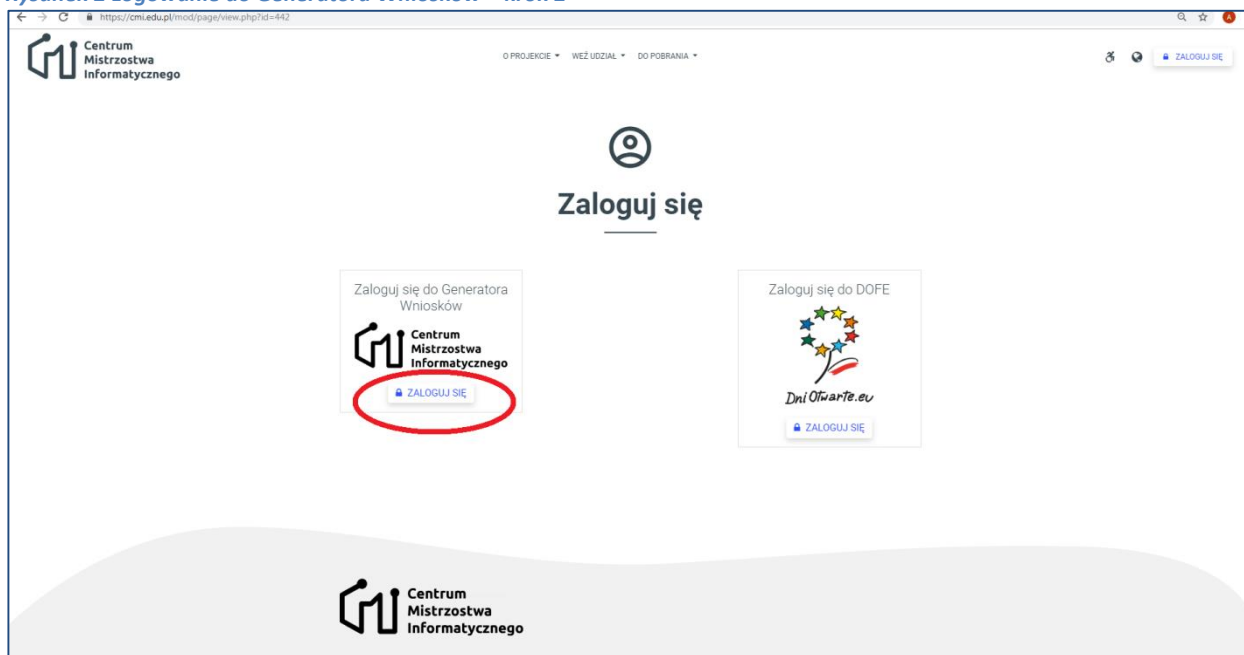 Rysunek 2 Logowanie do Generatora Wniosków – krok 2
https://cmi.edu.pl/mod/page/view.php?id=442
A
Centrum
Mistrzostwa
Informatycznego
O PROJEKCIE
WEŹ UDZIAŁ
DO POBRANIA
ZALOGUJ SIĘ
Zaloguj się
Zaloguj się do Generatora
Wniosków
Centrum
Mistrzostwa
Informatycznego
ZALOGUJ SIĘ
Zaloguj się do DOFE
Dni Otwarte.eu
ZALOGUJ SIĘ
Centrum
Mistrzostwa
Informatycznego